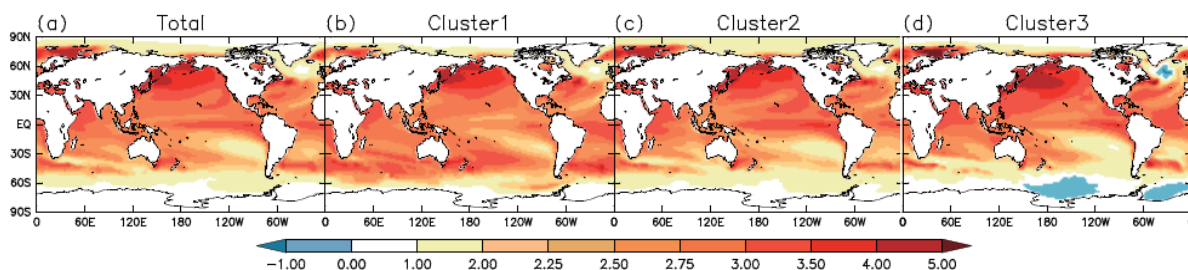 (a) Total (b) Cluster1 (c) Cluster2 (d) Cluster3
90N
60N
30N
EQ
30S
60S
90S
0 60E 120E 180 120W 60W 0 60E 120E 180 120W 60W 0 60E 120E 180 120W 60W 0 60E 120E 180 120W 60W 0
−1.00 0.00 1.00 2.00 2.25 2.50 2.75 3.00 3.50 4.00 5.00